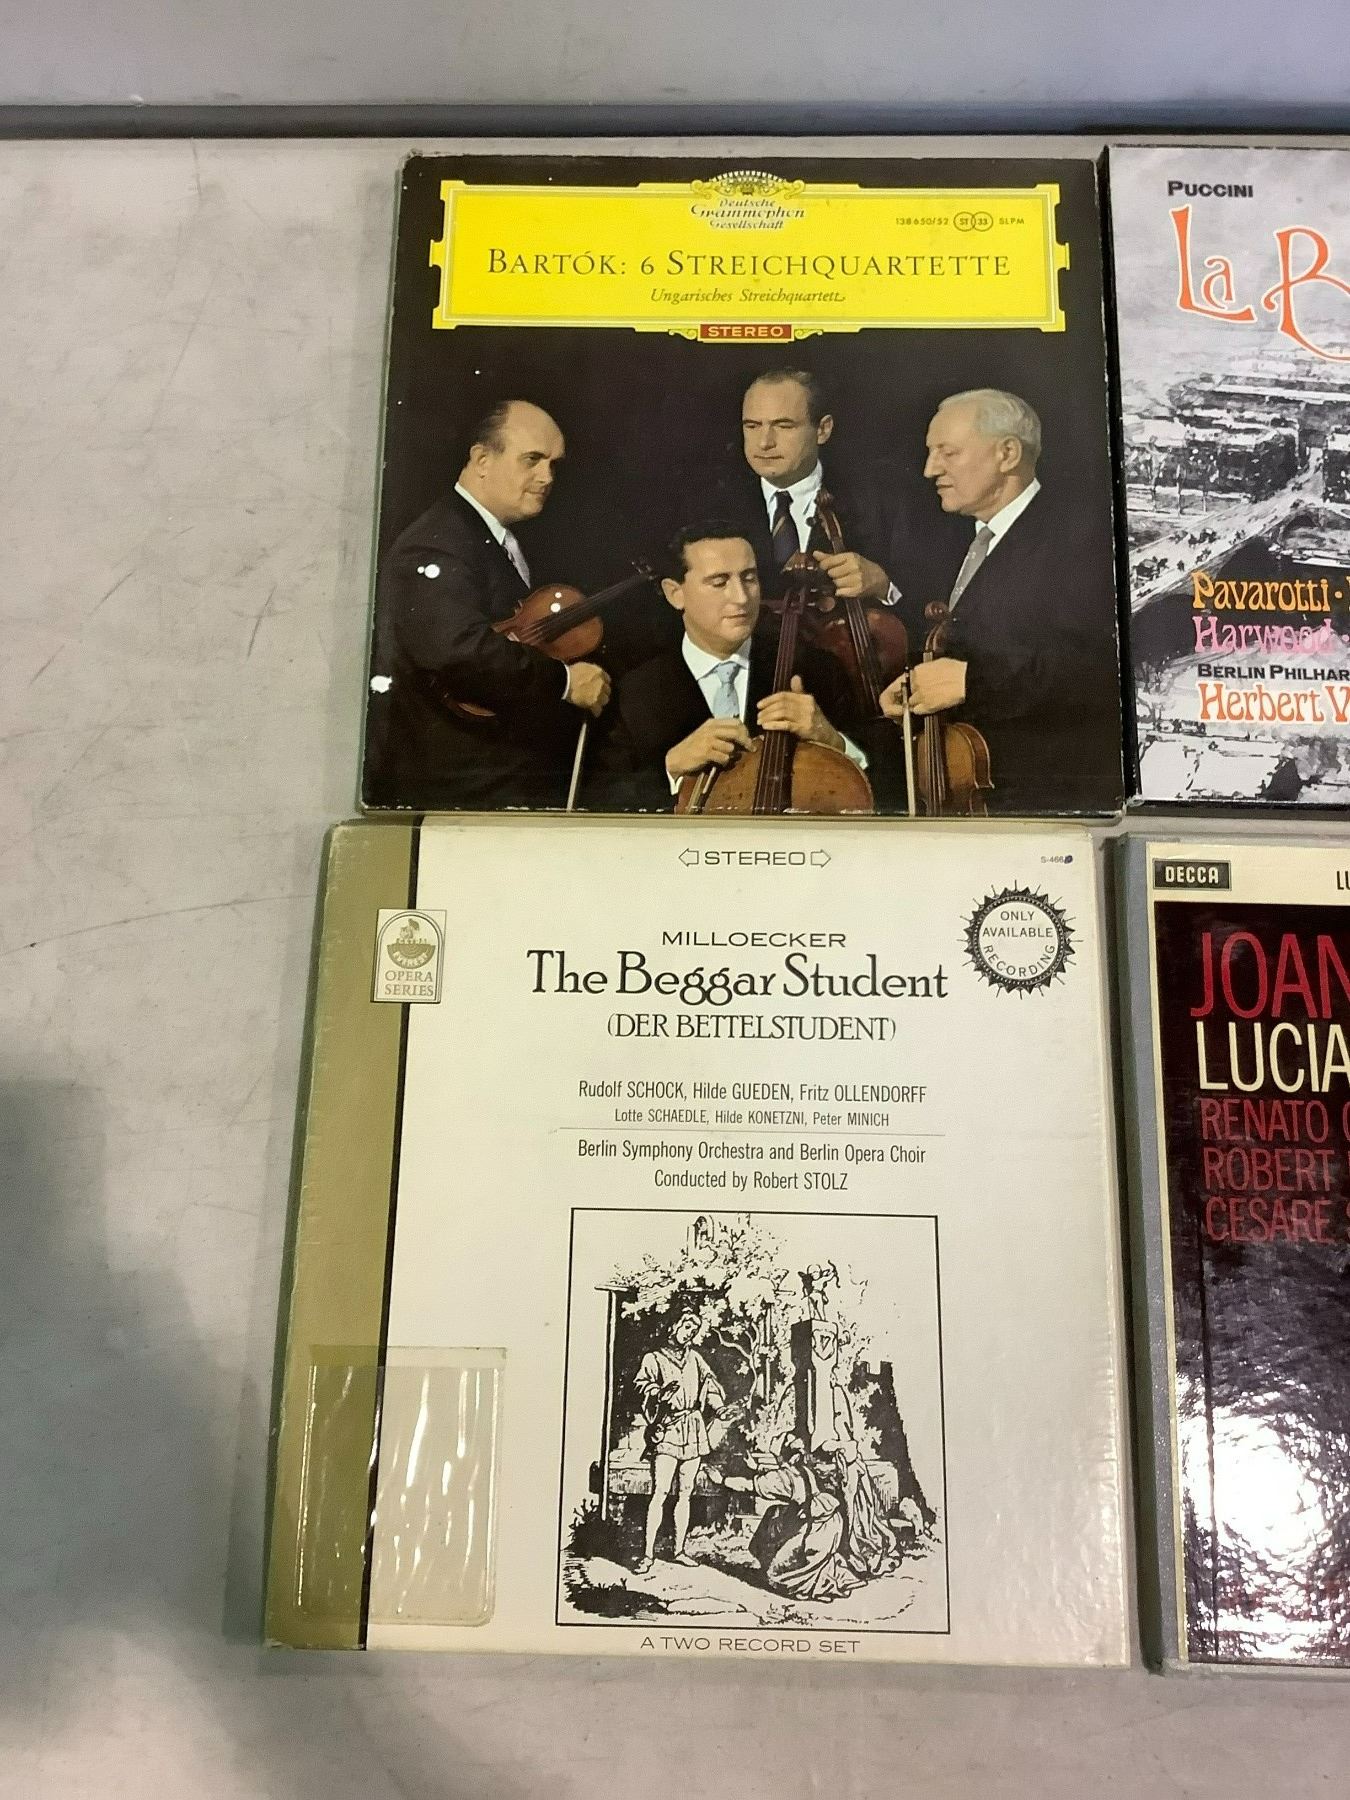 Deutsche
Grammophon
Gesellschaft
138 650/52 ST 33 SLPM
BARTÓK: 6 STREICHQUARTETTE
Ungarisches Streichquartett
STEREO
PUCCINI
La B
Pavarotti ·
Harwood ·
BERLIN PHILHAR
Herbert V
STEREO
S-466
ONLY
AVAILABLE
RECORDING
EVEREST
OPERA
SERIES
MILLOECKER
The Beggar Student
(DER BETTELSTUDENT)
Rudolf SCHOCK, Hilde GUEDEN, Fritz OLLENDORFF
Lotte SCHAEDLE, Hilde KONETZNI, Peter MINICH
Berlin Symphony Orchestra and Berlin Opera Choir
Conducted by Robert STOLZ
A TWO RECORD SET
DECCA
LU
JOAN
LUCIA
RENATO C
ROBERT
CESARE S